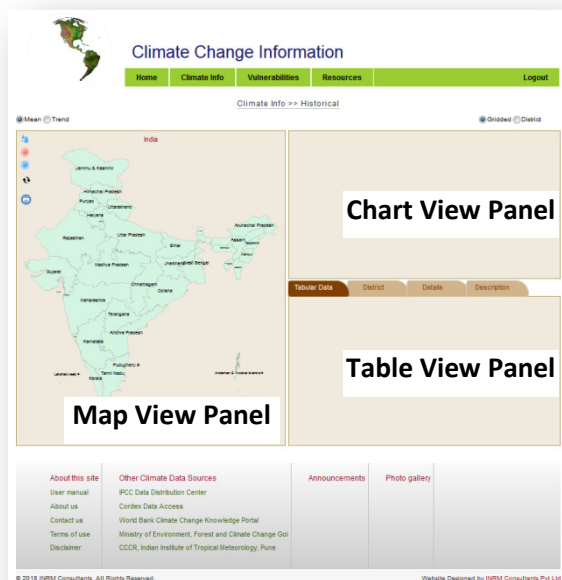 Climate Change Information
Home Climate Info Vulnerabilities Resources Logout
Climate Info >> Historical
Mean Trend Gridded District
India
Jammu & Kashmir
Himachal Pradesh
Punjab
Uttarakhand
Haryana
Arunachal Pradesh
Rajasthan
Uttar Pradesh
Assam
Bihar
Gujarat
Madhya Pradesh
Jharkhand West Bengal
Chhattisgarh
Odisha
Maharashtra
Telangana
Andhra Pradesh
Karnataka
Puducherry #
Lakshadweep #
Tamil Nadu
Kerala
Andaman & Nicobar Islands #
Map View Panel
Chart View Panel
Tabular Data District Details Description
Table View Panel
About this site
User manual
About us
Contact us
Terms of use
Disclaimer
Other Climate Data Sources
IPCC Data Distribution Center
Cordex Data Access
World Bank Climate Change Knowledge Portal
Ministry of Environment, Forest and Climate Change GoI
CCCR, Indian Institute of Tropical Meteorology, Pune
Announcements
Photo gallery
Consultants. All Rights Reserved.
Website Designed by INRM Consultants Pvt Ltd